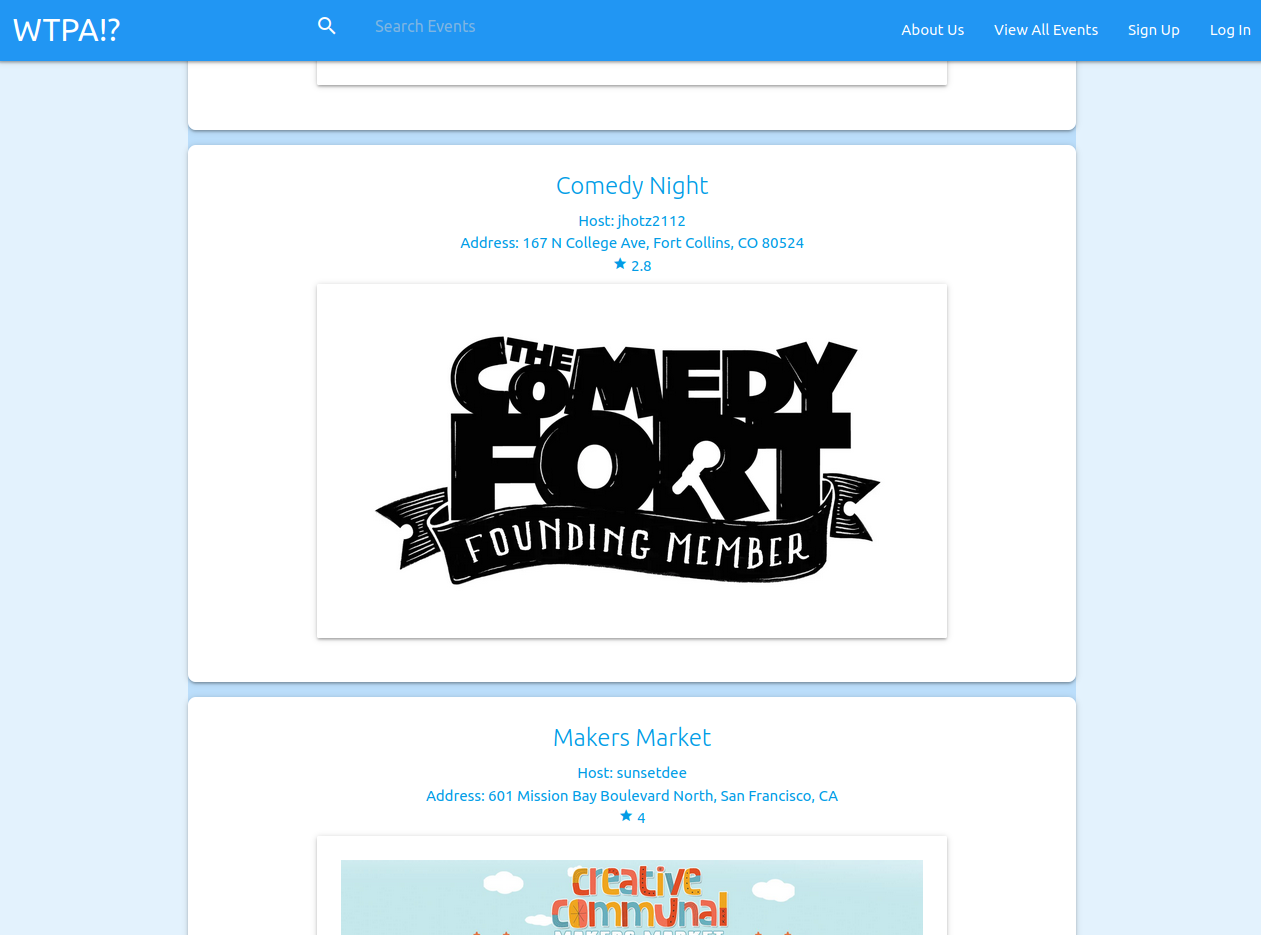 WTPA!?
Search Events
About Us
View All Events
Sign Up
Log In
Comedy Night
Host: jhotz2112
Address: 167 N College Ave, Fort Collins, CO 80524
2.8
THE
COMEDY
FORT
FOUNDING MEMBER
Makers Market
Host: sunsetdee
Address: 601 Mission Bay Boulevard North, San Francisco, CA
4
creative
communal
MAKERS MARKET